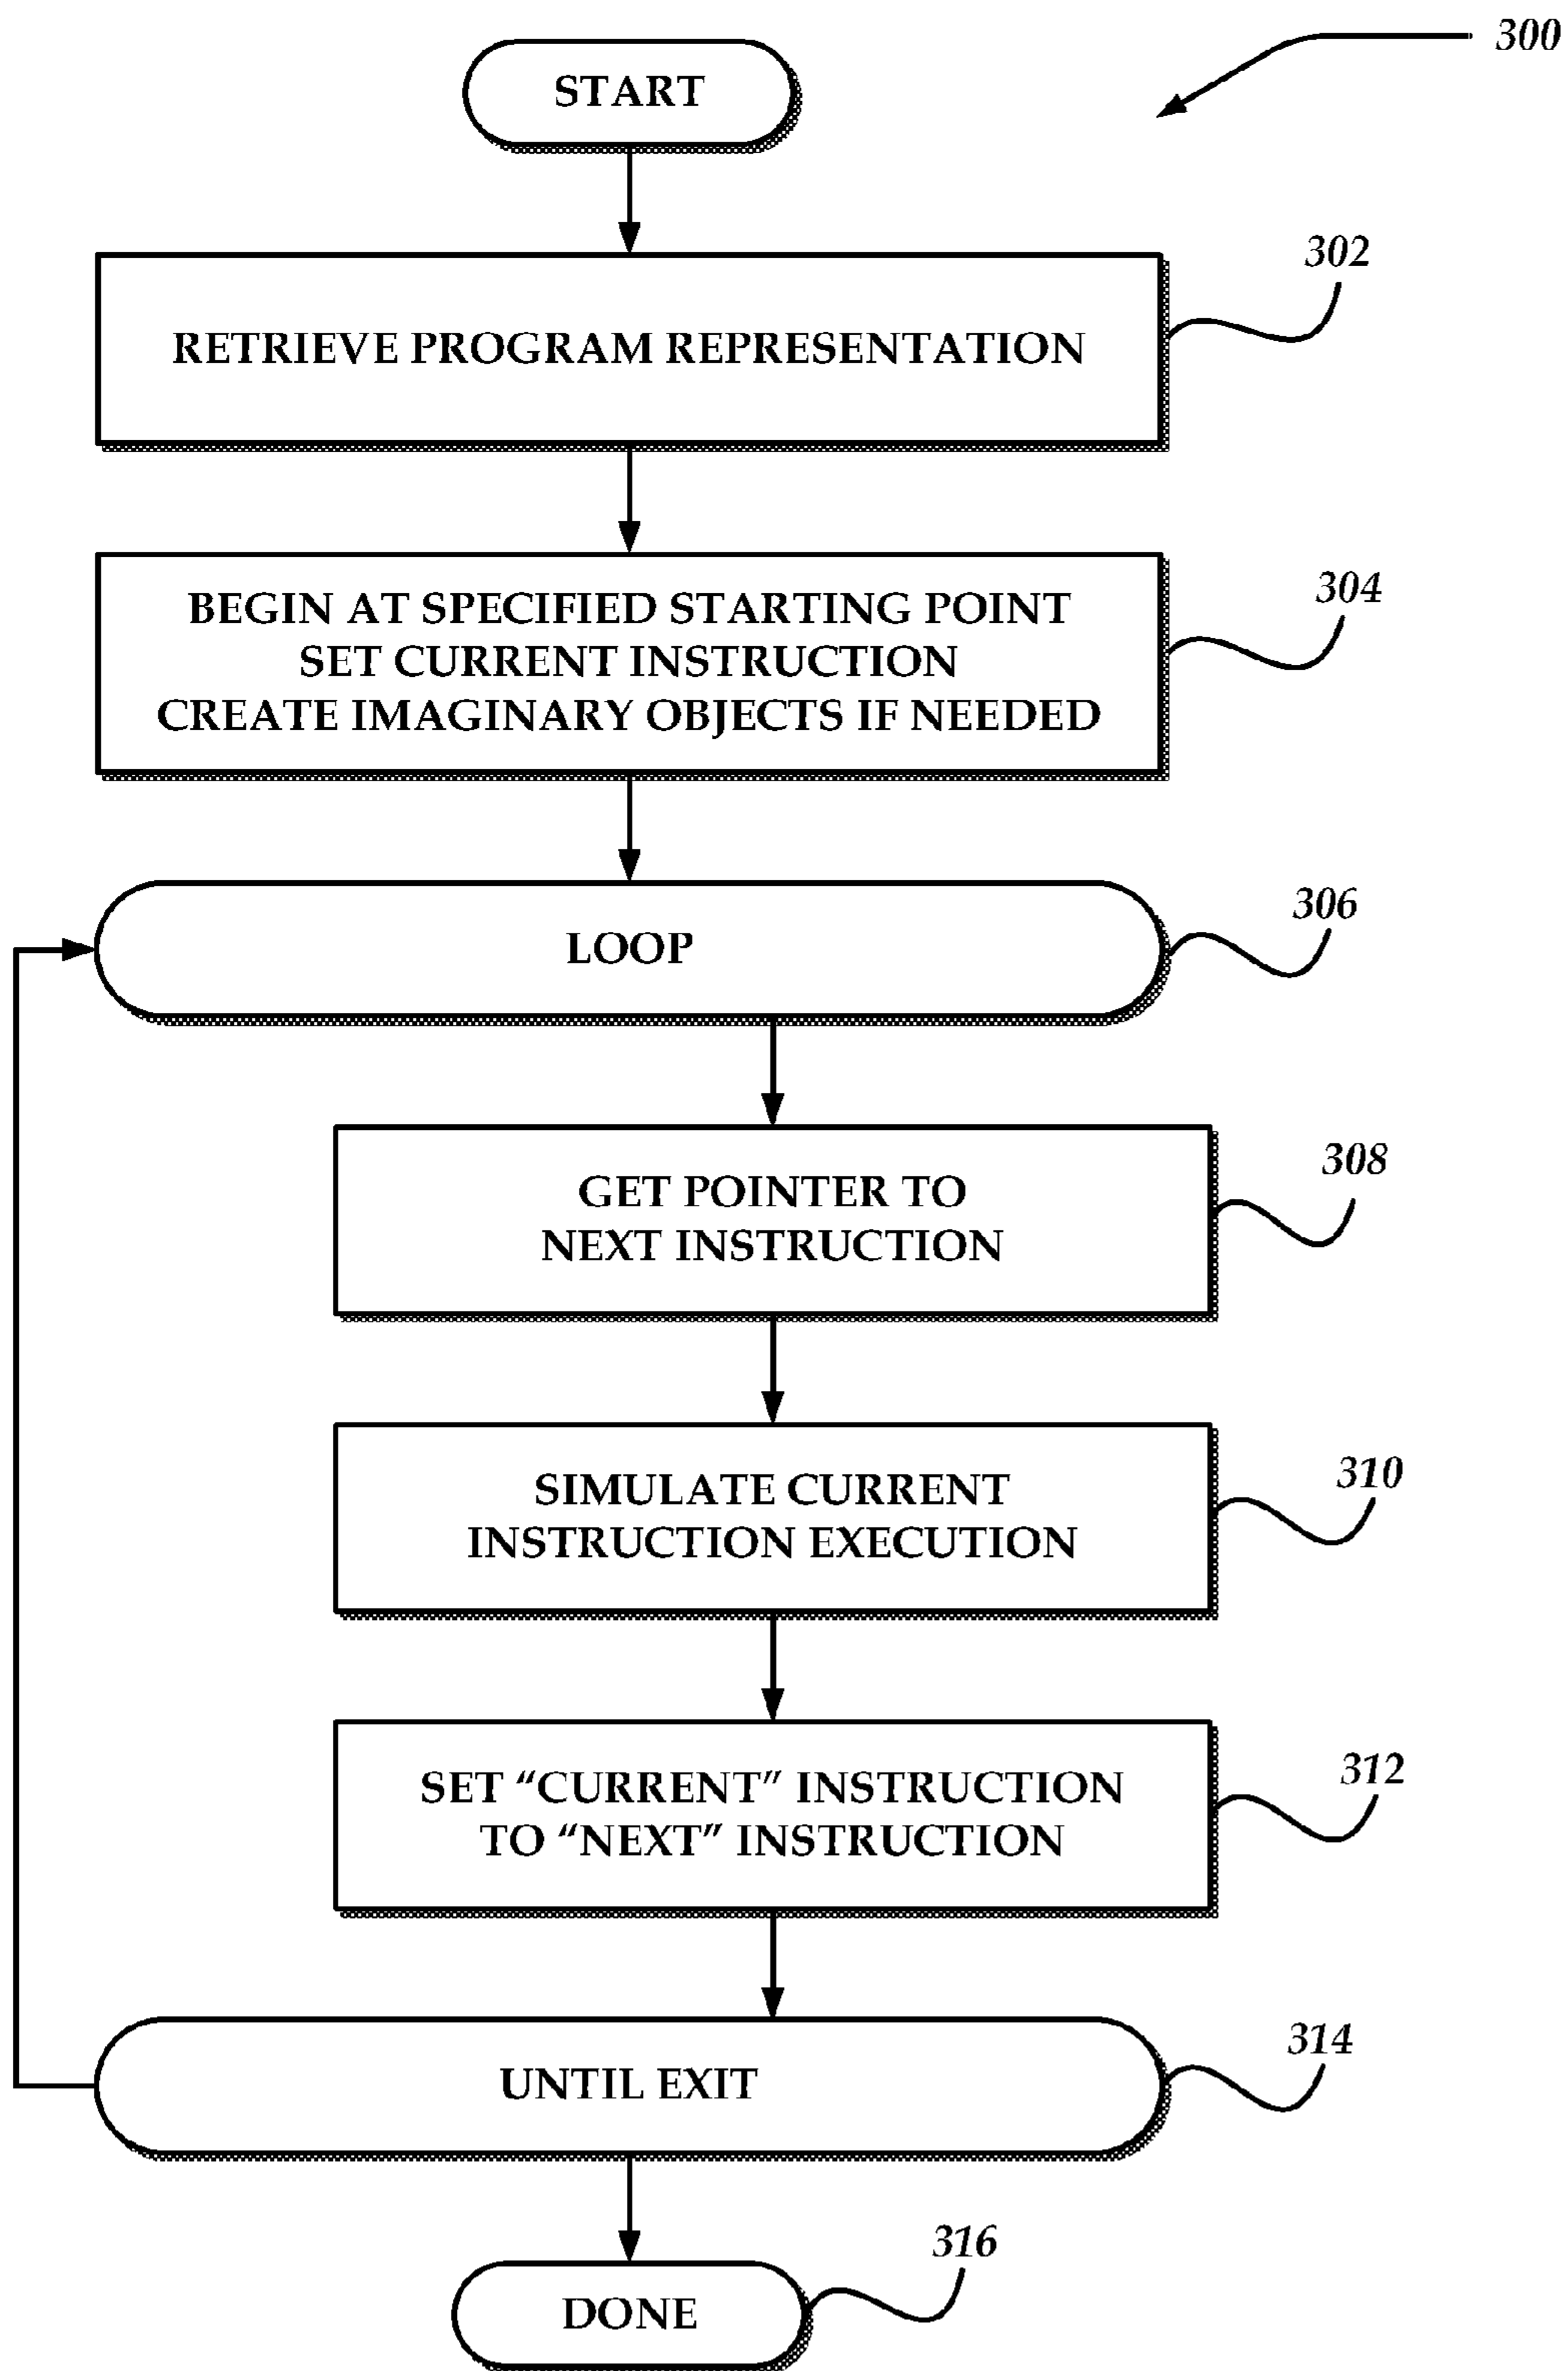 300
START
302
RETRIEVE PROGRAM REPRESENTATION
304
BEGIN AT SPECIFIED STARTING POINT
SET CURRENT INSTRUCTION
CREATE IMAGINARY OBJECTS IF NEEDED
306
LOOP
308
GET POINTER TO
NEXT INSTRUCTION
310
SIMULATE CURRENT
INSTRUCTION EXECUTION
312
SET “CURRENT” INSTRUCTION
TO “NEXT” INSTRUCTION
314
UNTIL EXIT
316
DONE